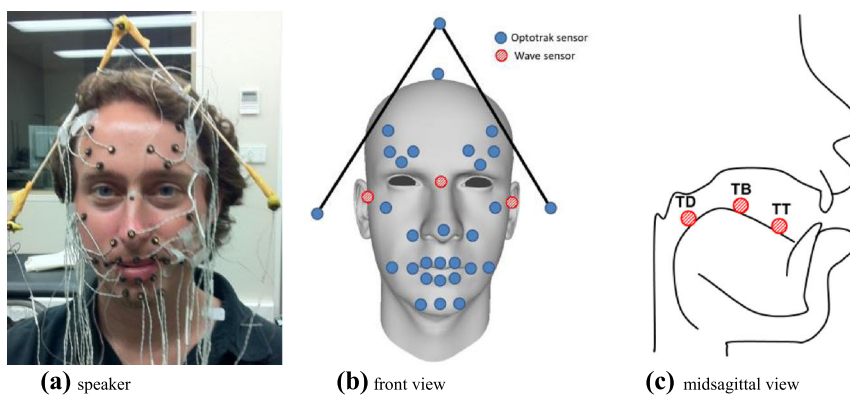 Optotrak sensor
Wave sensor
TD
TB
TT
(a) speaker
(b) front view
(c) midsagittal view